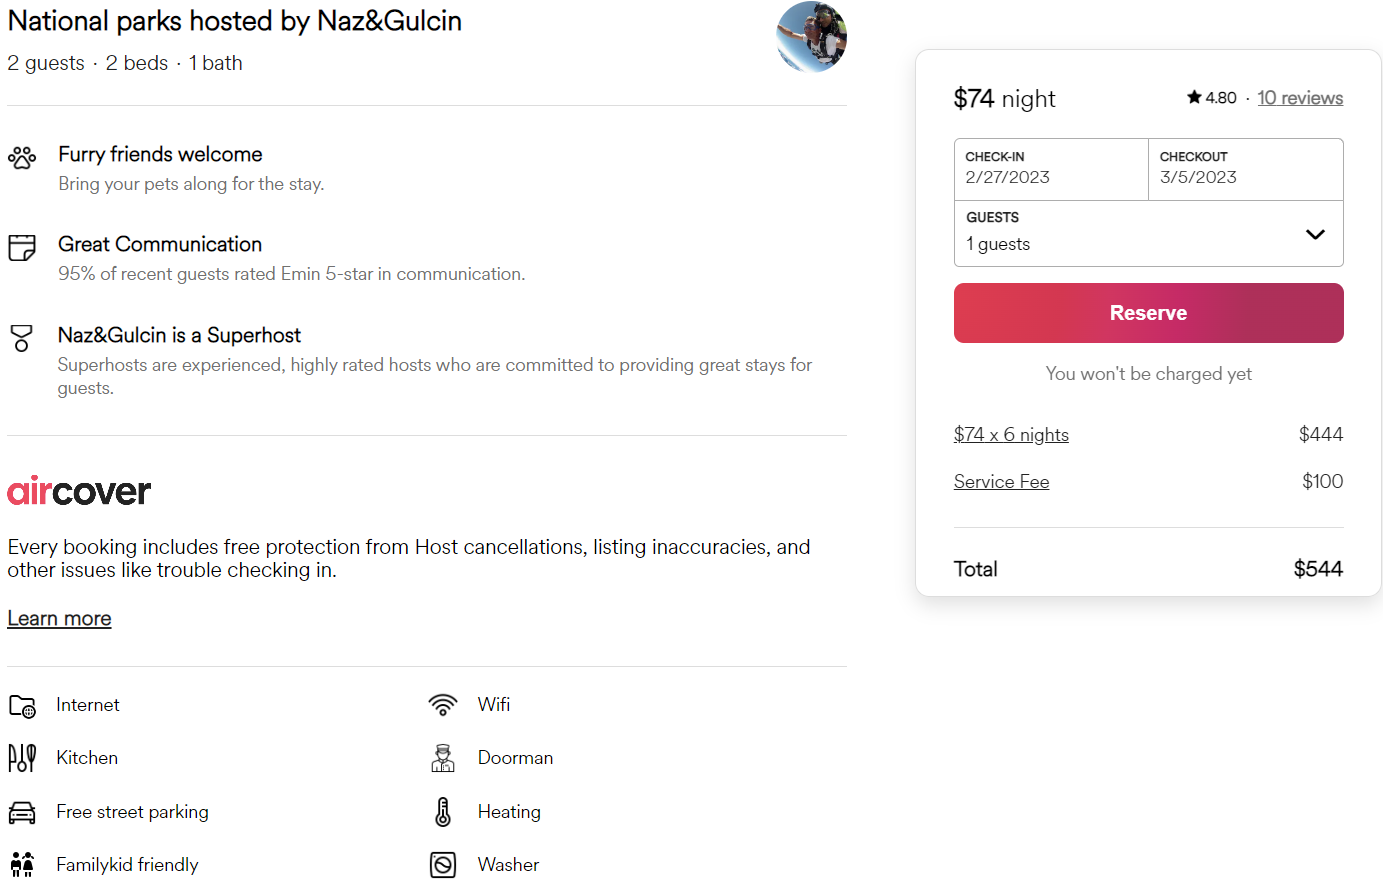 National parks hosted by Naz&Gulcin
2 guests · 2 beds · 1 bath
Furry friends welcome
Bring your pets along for the stay.
Great Communication
95% of recent guests rated Emin 5-star in communication.
Naz&Gulcin is a Superhost
Superhosts are experienced, highly rated hosts who are committed to providing great stays for
guests.
aircover
Every booking includes free protection from Host cancellations, listing inaccuracies, and
other issues like trouble checking in.
Learn more
Internet
Wifi
Kitchen
Doorman
Free street parking
Heating
Familykid friendly
Washer
$74 night
★ 4.80 · 10 reviews
CHECK-IN
2/27/2023
CHECKOUT
3/5/2023
GUESTS
1 guests
Reserve
You won't be charged yet
$74 x 6 nights $444
Service Fee $100
Total $544